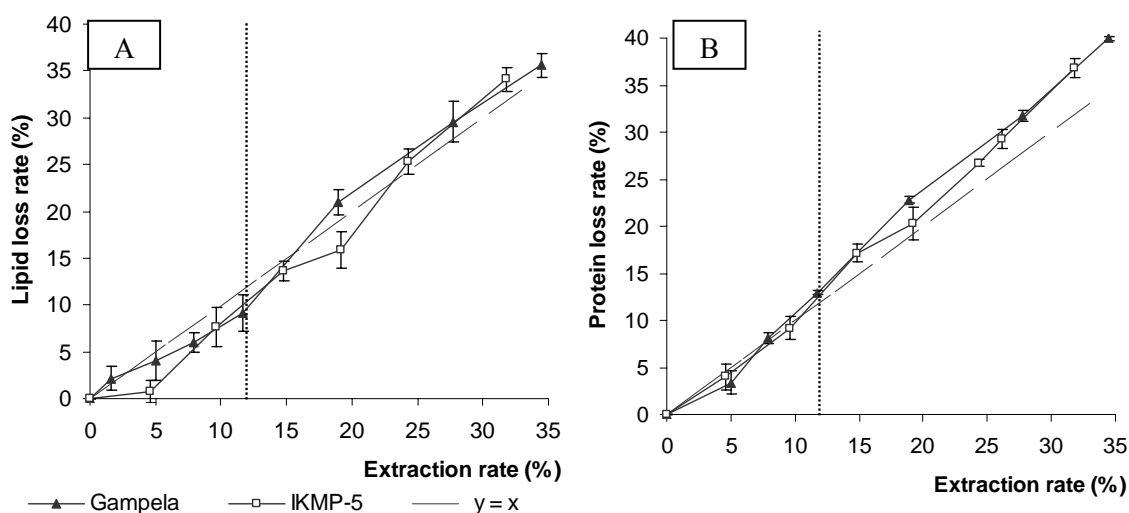 A
Lipid loss rate (%)
40
35
30
25
20
15
10
5
0
0 5 10 15 20 25 30 35
Extraction rate (%)
B
Protein loss rate (%)
40
35
30
25
20
15
10
5
0
0 5 10 15 20 25 30 35
Extraction rate (%)
Gampela IKMP-5 y = x